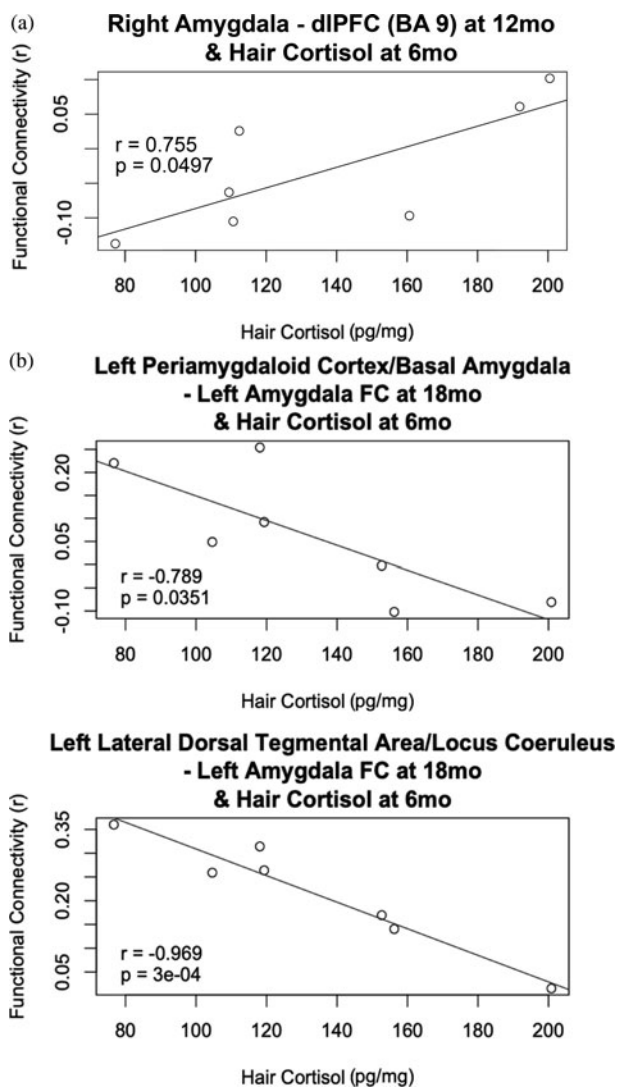 (a)
Right Amygdala - dlPFC (BA 9) at 12mo
& Hair Cortisol at 6mo
Functional Connectivity (r)
0.05
-0.10
r = 0.755
p = 0.0497
80 100 120 140 160 180 200
Hair Cortisol (pg/mg)
(b)
Left Periamygdaloid Cortex/Basal Amygdala
- Left Amygdala FC at 18mo
& Hair Cortisol at 6mo
Functional Connectivity (r)
0.20
0.05
-0.10
r = -0.789
p = 0.0351
80 100 120 140 160 180 200
Hair Cortisol (pg/mg)
Left Lateral Dorsal Tegmental Area/Locus Coeruleus
- Left Amygdala FC at 18mo
& Hair Cortisol at 6mo
Functional Connectivity (r)
0.35
0.20
0.05
r = -0.969
p = 3e-04
80 100 120 140 160 180 200
Hair Cortisol (pg/mg)